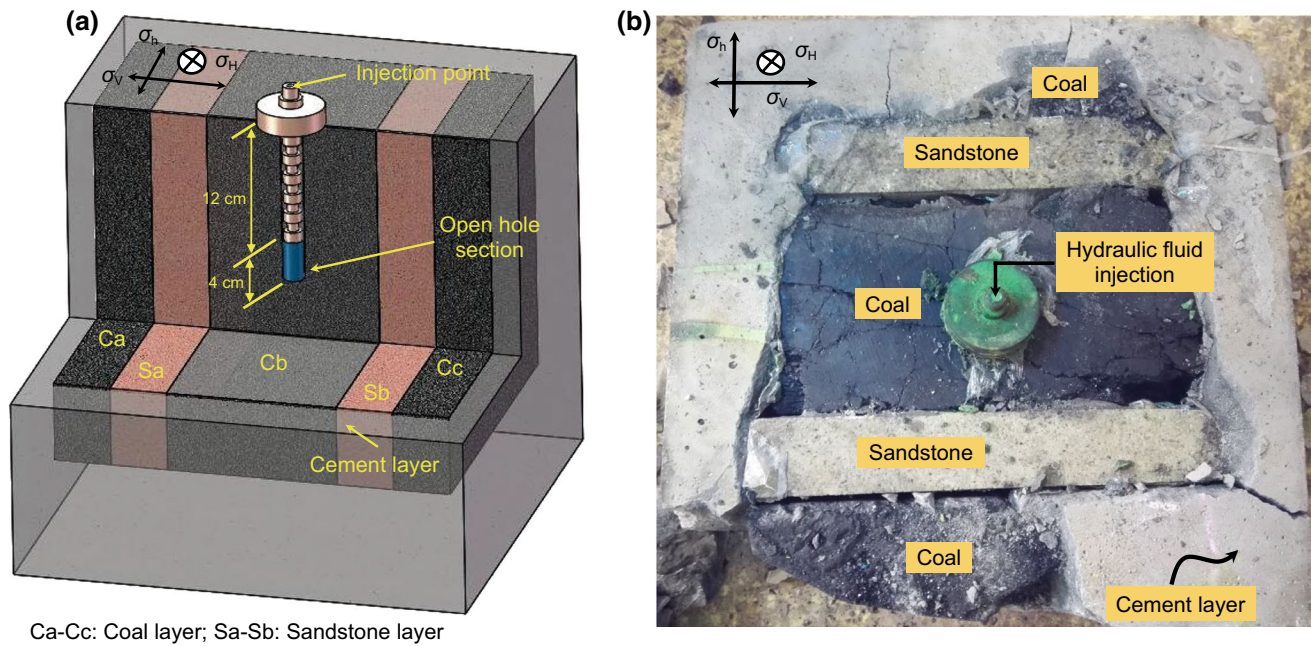 (a)
σh
σV
σH
Injection point
12 cm
Open hole
section
4 cm
Ca
Sa
Cb
Sb
Cc
Cement layer
Ca-Cc: Coal layer; Sa-Sb: Sandstone layer
(b)
σh
σH
σV
Coal
Sandstone
Hydraulic fluid
injection
Coal
Sandstone
Coal
Cement layer